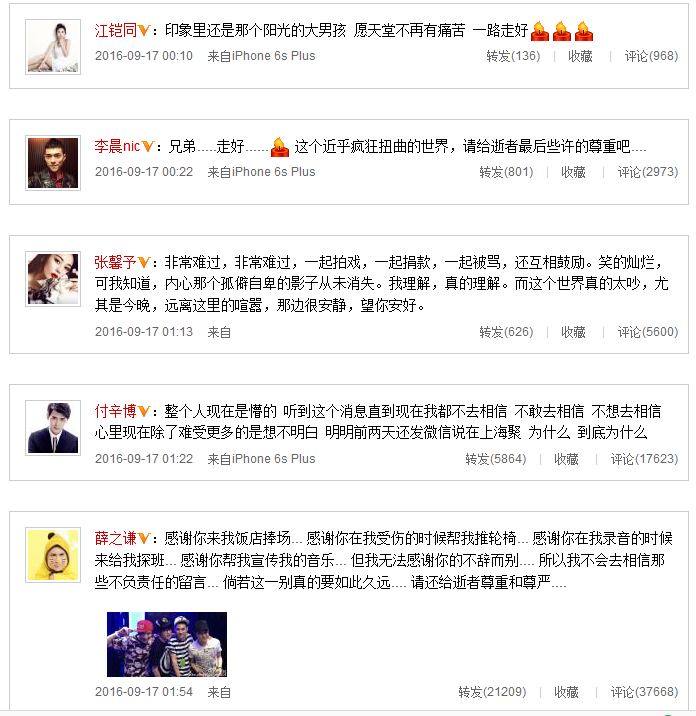 江铠同：印象里还是那个阳光的大男孩 愿天堂不再有痛苦 一路走好
2016-09-17 00:10 来自iPhone 6s Plus 转发(136) | 收藏 | 评论(968)
李晨nic：兄弟.....走好...... 这个近乎疯狂扭曲的世界，请给逝者最后些许的尊重吧....
2016-09-17 00:22 来自iPhone 6s Plus 转发(801) | 收藏 | 评论(2973)
张馨予：非常难过，非常难过，一起拍戏，一起捐款，一起被骂，还互相鼓励。笑的灿烂，
可我知道，内心那个孤僻自卑的影子从未消失。我理解，真的理解。而这个世界真的太吵，尤
其是今晚，远离这里的喧嚣，那边很安静，望你安好。
2016-09-17 01:13 来自 转发(626) | 收藏 | 评论(5600)
付辛博：整个人现在是懵的 听到这个消息直到现在我都不去相信 不敢去相信 不想去相信
心里现在除了难受更多的是想不明白 明明前两天还发微信说在上海聚 为什么 到底为什么
2016-09-17 01:22 来自iPhone 6s Plus 转发(5864) | 收藏 | 评论(17623)
薛之谦：感谢你来我饭店捧场... 感谢你在我受伤的时候帮我推轮椅... 感谢你在我录音的时候
来给我探班... 感谢你帮我宣传我的音乐... 但我无法感谢你的不辞而别.... 所以我不会去相信那
些不负责任的留言... 倘若这一别真的要如此久远.... 请还给逝者尊重和尊严....
2016-09-17 01:54 来自 转发(21209) | 收藏 | 评论(37668)